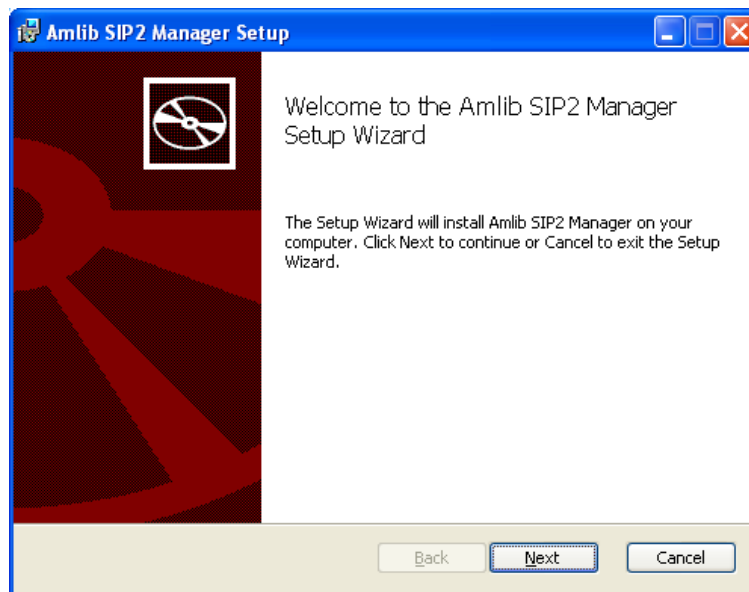 Amlib SIP2 Manager Setup
Welcome to the Amlib SIP2 Manager
Setup Wizard
The Setup Wizard will install Amlib SIP2 Manager on your
computer. Click Next to continue or Cancel to exit the Setup
Wizard.
Back Next Cancel